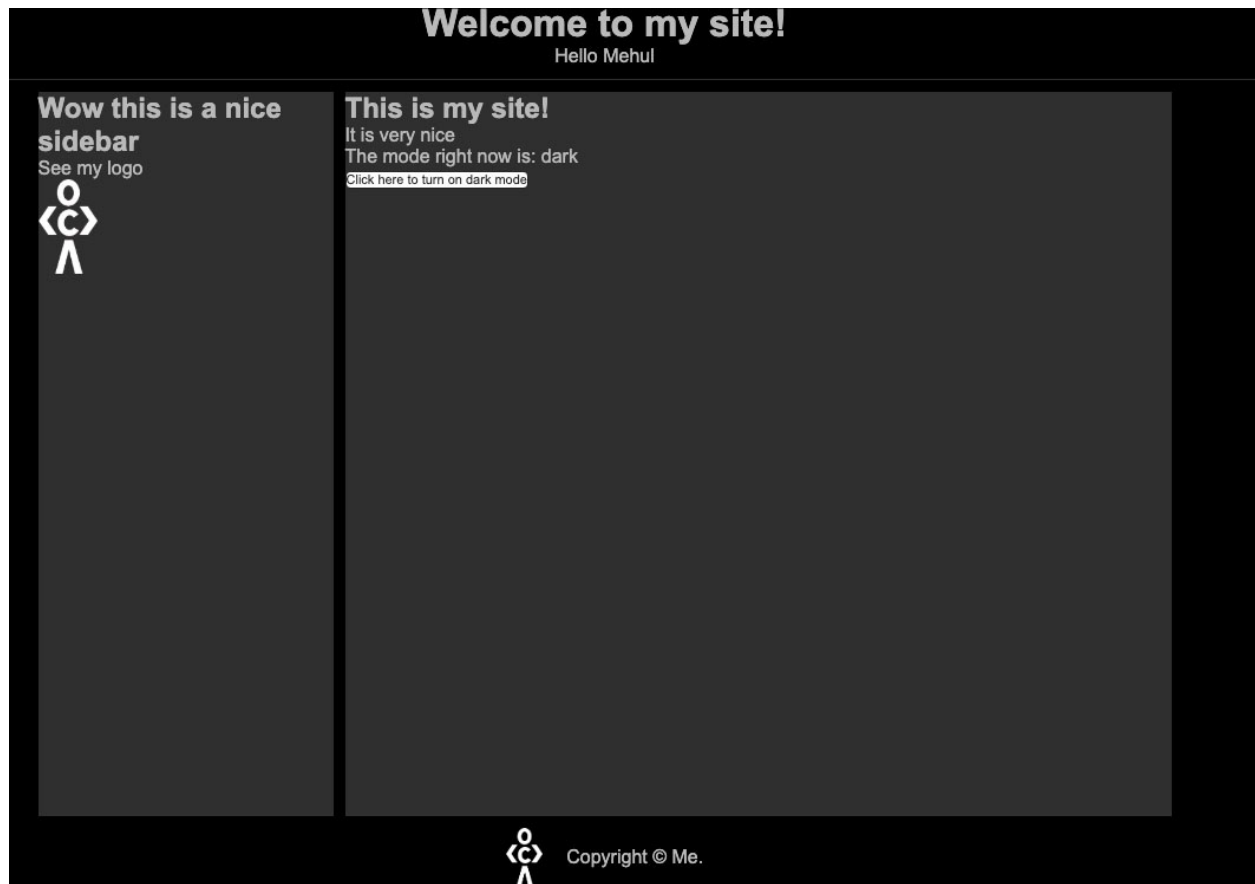 Welcome to my site!
Hello Mehul
Wow this is a nice
sidebar
See my logo
O
<C>
Λ
This is my site!
It is very nice
The mode right now is: dark
Click here to turn on dark mode
O
<C>
Λ
Copyright © Me.